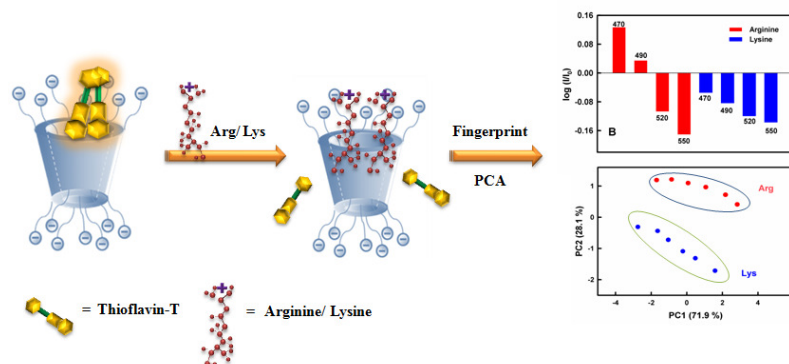 Arg/ Lys
Fingerprint
PCA
= Thioflavin-T
= Arginine/ Lysine
0.16
0.08
0.00
-0.08
-0.16
log (I/I₀)
470
490
520
550
470
490
520
550
Arginine
Lysine
B
1
0
-1
-2
PC2 (28.1 %)
Arg
Lys
-4
-2
0
2
4
PC1 (71.9 %)